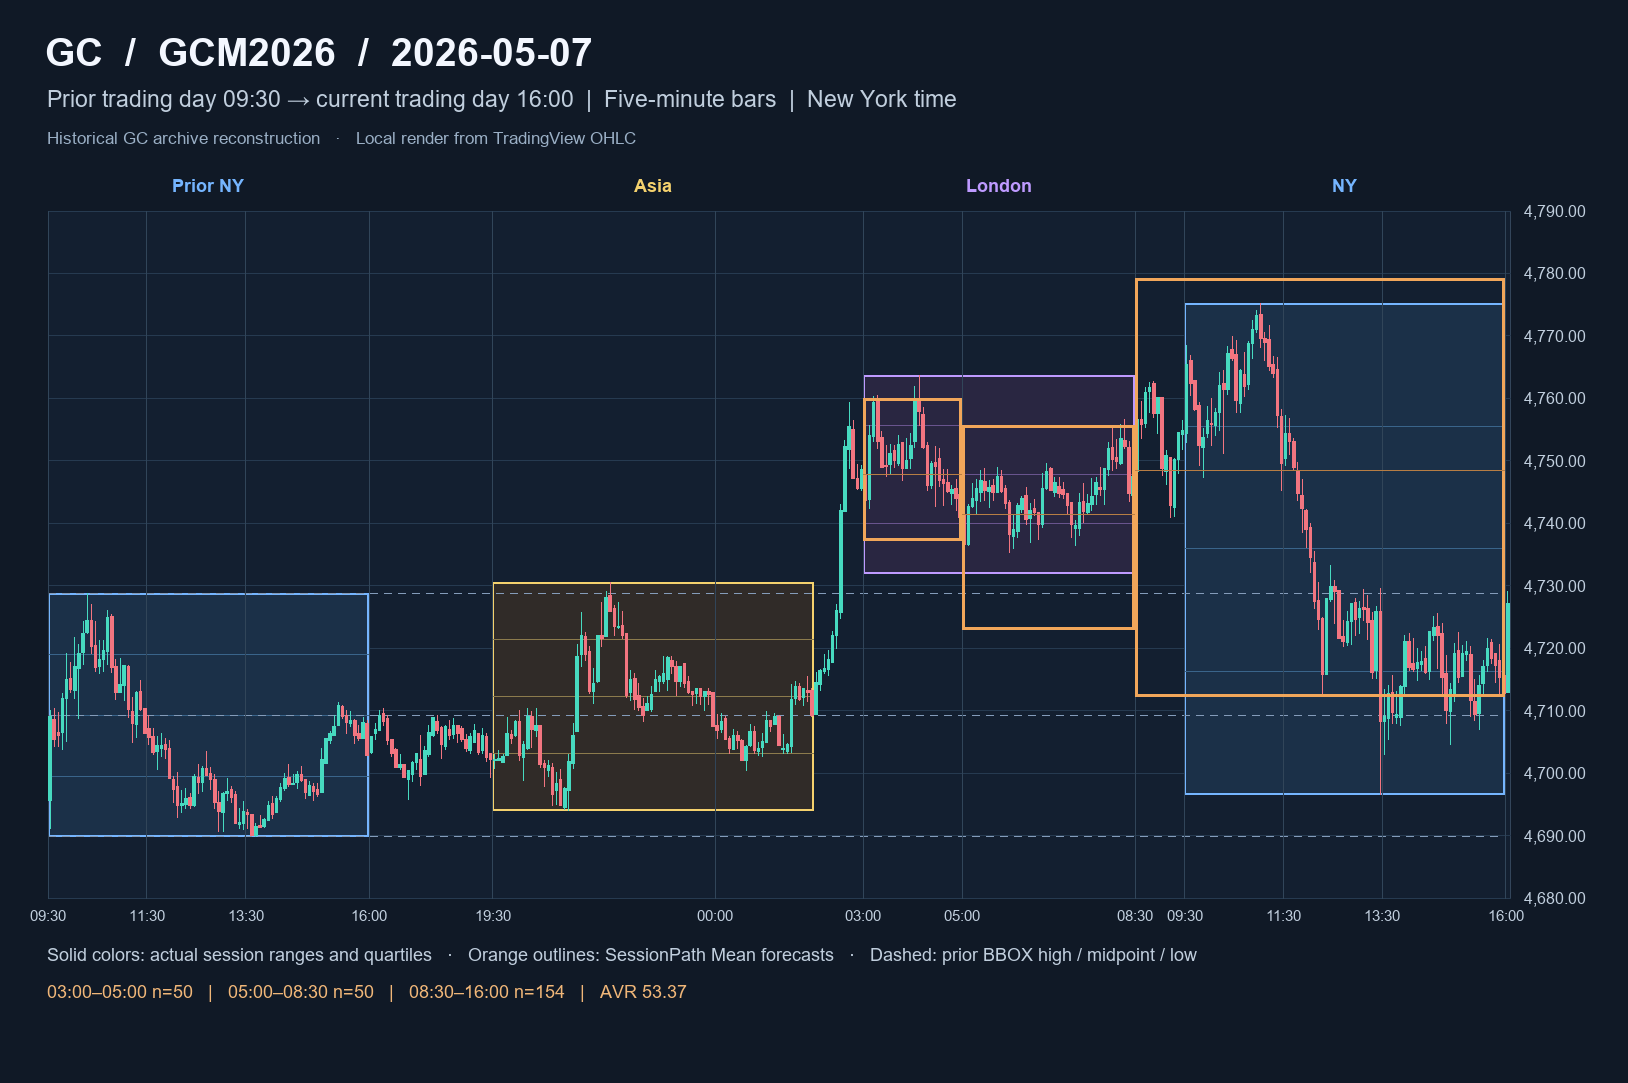 GC / GCM2026 / 2026-05-07
Prior trading day 09:30 → current trading day 16:00 | Five-minute bars | New York time
Historical GC archive reconstruction · Local render from TradingView OHLC
Prior NY Asia London NY
4,790.00
4,780.00
4,770.00
4,760.00
4,750.00
4,740.00
4,730.00
4,720.00
4,710.00
4,700.00
4,690.00
4,680.00
09:30 11:30 13:30 16:00 19:30 00:00 03:00 05:00 08:30 09:30 11:30 13:30 16:00
Solid colors: actual session ranges and quartiles · Orange outlines: SessionPath Mean forecasts · Dashed: prior BBOX high / midpoint / low
03:00–05:00 n=50 | 05:00–08:30 n=50 | 08:30–16:00 n=154 | AVR 53.37